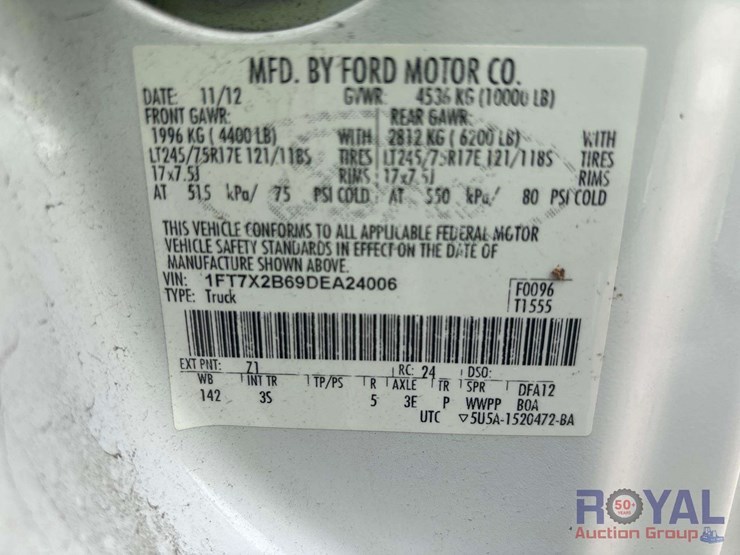 MFD. BY FORD MOTOR CO.
DATE: 11/12 GVWR: 4536 KG (10000 LB)
FRONT GAWR: REAR GAWR:
1996 KG ( 4400 LB) WITH 2812 KG ( 6200 LB) WITH
LT245/75R17E 121/118S TIRES LT245/75R17E 121/118S TIRES
17x7.5J RIMS 17x7.5J RIMS
AT 515 kPa/ 75 PSI COLD AT 550 kPa/ 80 PSI COLD
THIS VEHICLE CONFORMS TO ALL APPLICABLE FEDERAL MOTOR
VEHICLE SAFETY STANDARDS IN EFFECT ON THE DATE OF
MANUFACTURE SHOWN ABOVE.
VIN: 1FT7X2B69DEA24006 F0096
TYPE: Truck T1555
EXT PNT: 71 RC: 24 DSO:
WB INT TR TP/PS R AXLE TR SPR DFA12
142 3S 5 3E P WWPP BOA
UTC ▽5U5A-1520472-BA
ROYAL
50+
YEARS
Auction Group